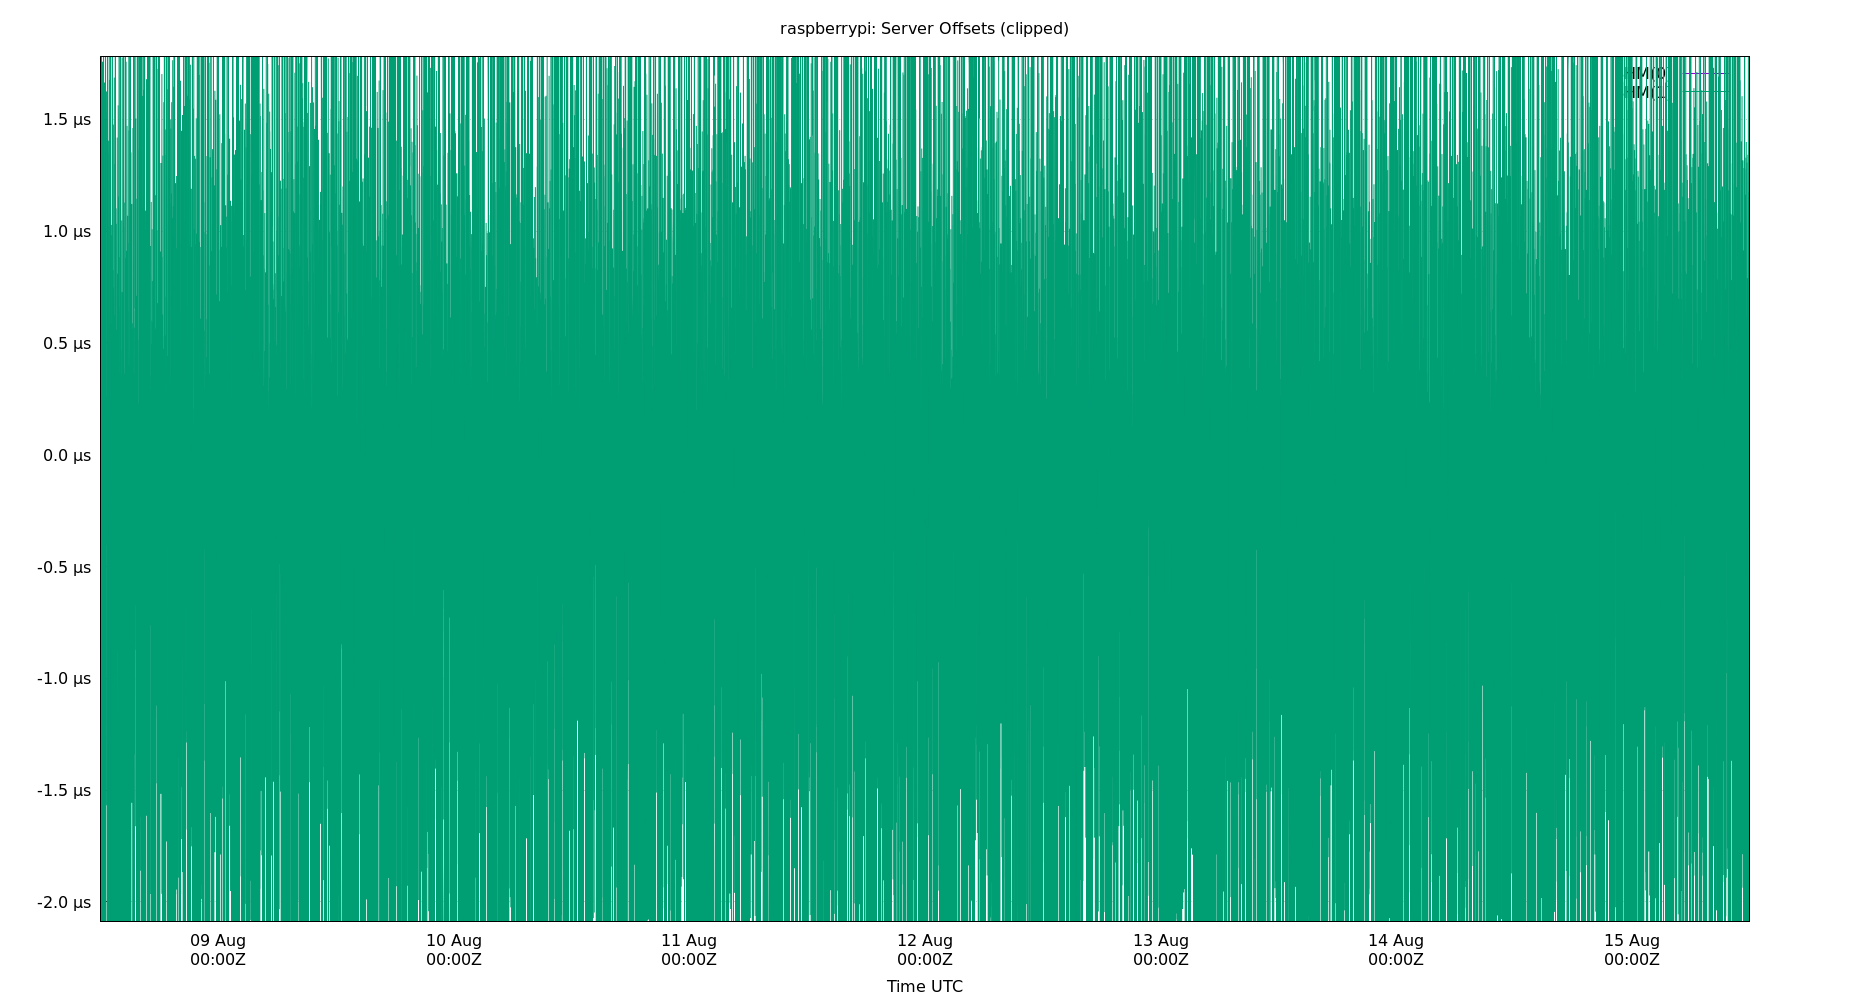 raspberrypi: Server Offsets (clipped)
1.5 µs
1.0 µs
0.5 µs
0.0 µs
-0.5 µs
-1.0 µs
-1.5 µs
-2.0 µs
09 Aug 10 Aug 11 Aug 12 Aug 13 Aug 14 Aug 15 Aug
00:00Z 00:00Z 00:00Z 00:00Z 00:00Z 00:00Z 00:00Z
Time UTC